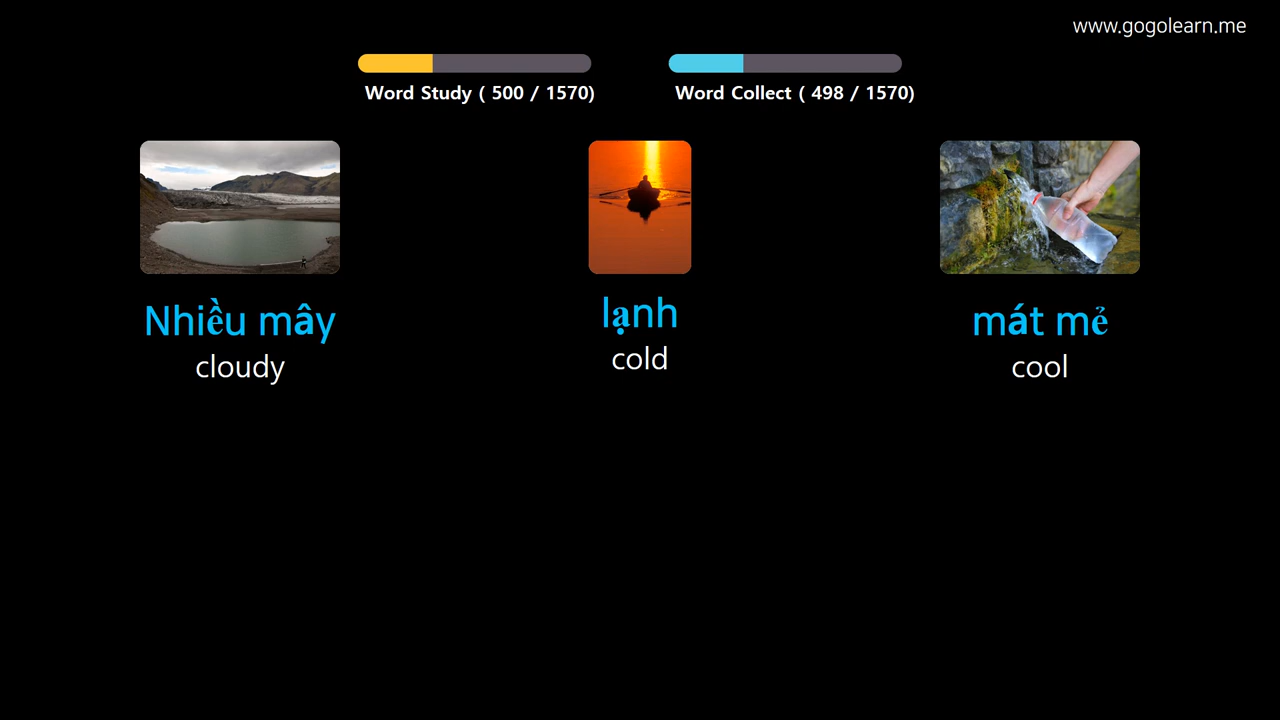 www.gogolearn.me
Word Study ( 500 / 1570)
Word Collect ( 498 / 1570)
Nhiều mây
cloudy
lạnh
cold
mát mẻ
cool